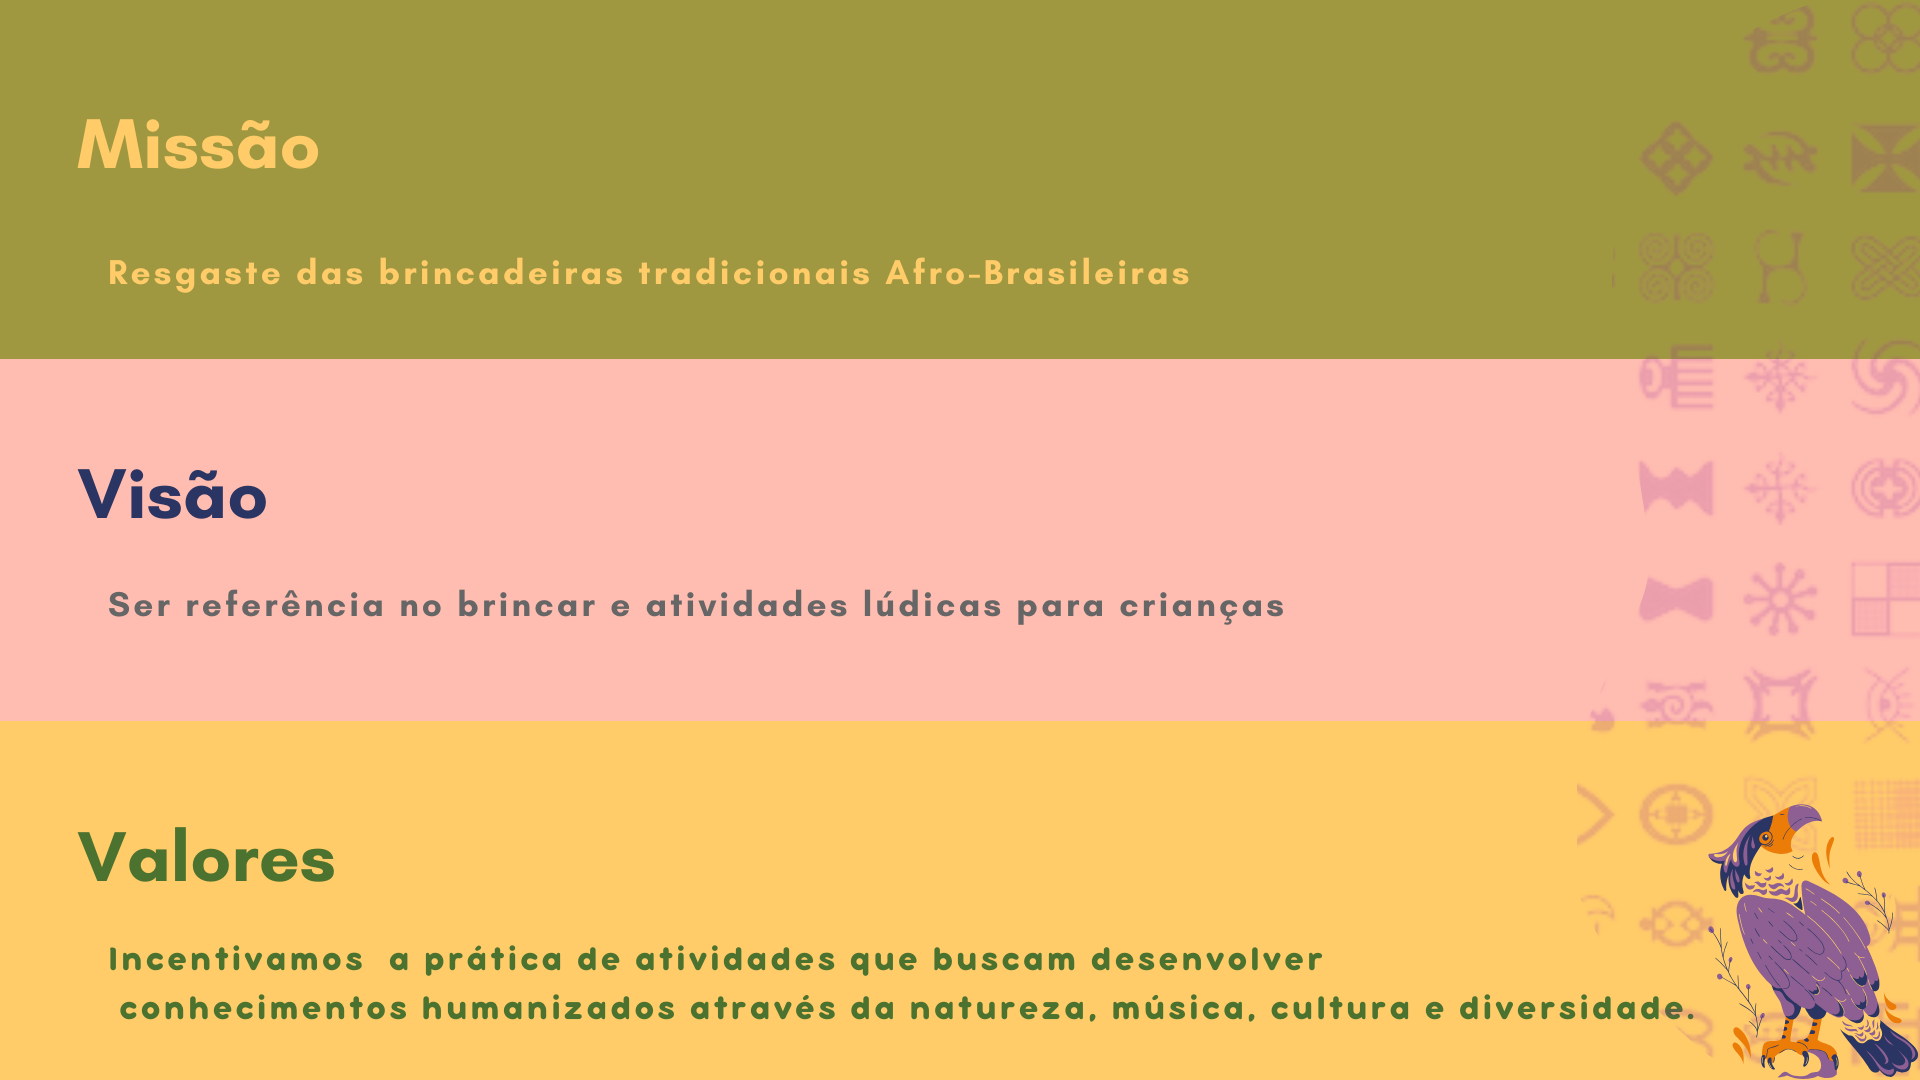 Missão
Resgaste das brincadeiras tradicionais Afro-Brasileiras
Visão
Ser referência no brincar e atividades lúdicas para crianças
Valores
Incentivamos  a prática de atividades que buscam desenvolver
conhecimentos humanizados através da natureza, música, cultura e diversidade.